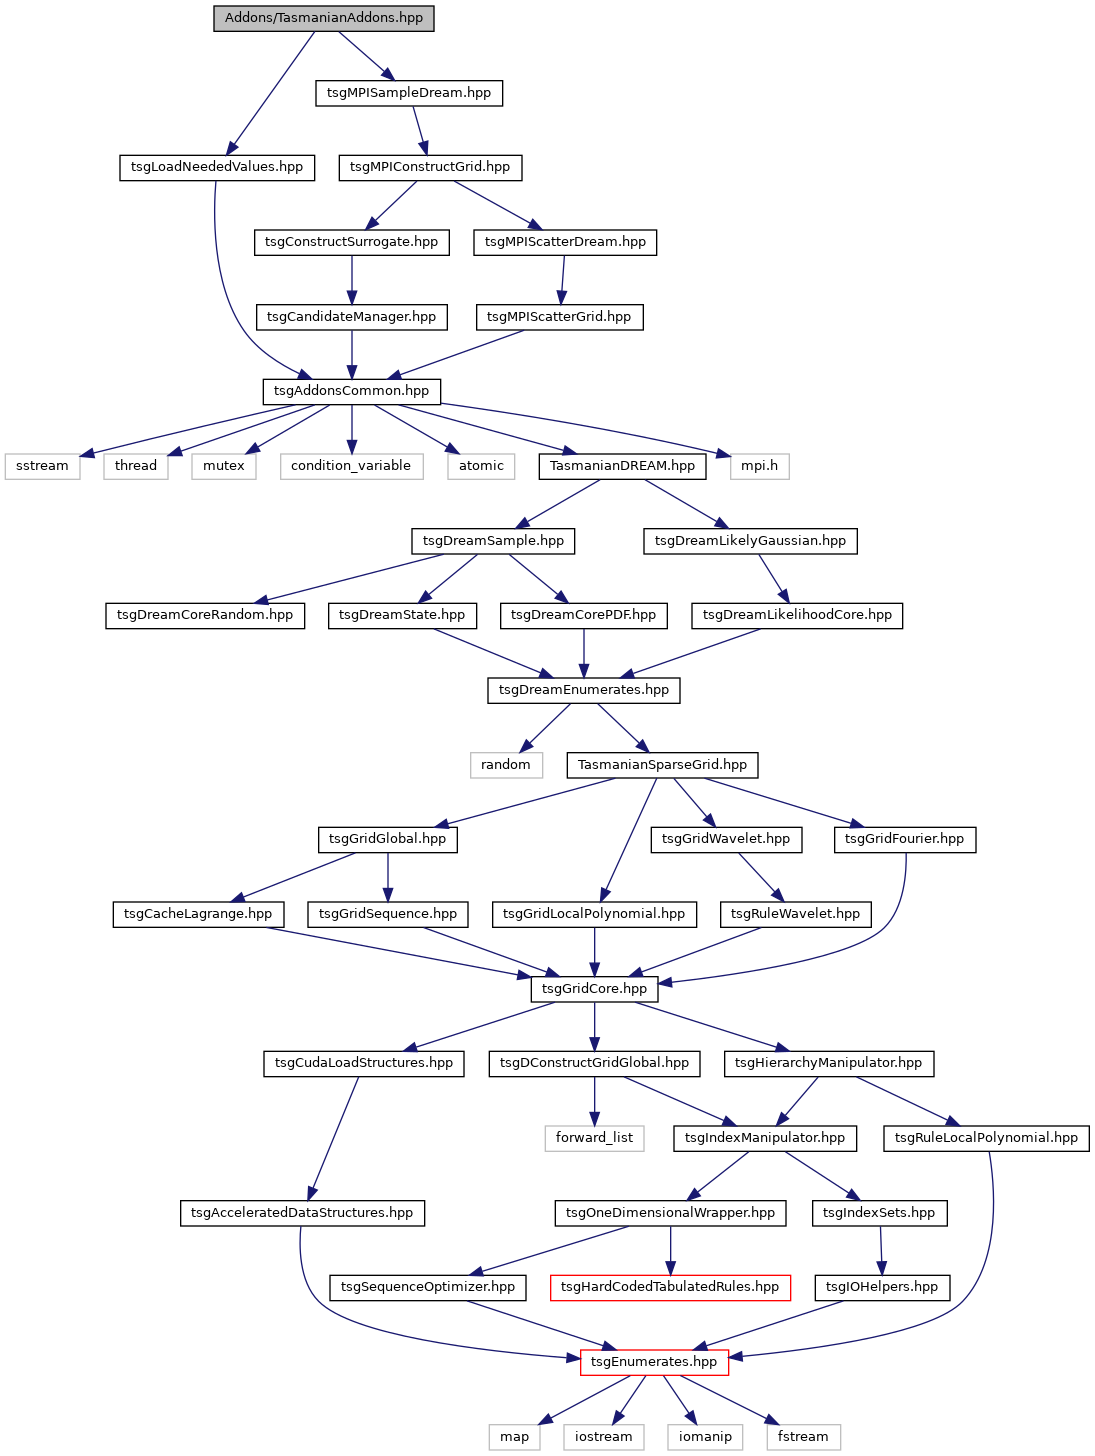 Addons/TasmanianAddons.hpp
tsgMPISampleDream.hpp
tsgLoadNeededValues.hpp
tsgMPIConstructGrid.hpp
tsgConstructSurrogate.hpp
tsgMPIScatterDream.hpp
tsgCandidateManager.hpp
tsgMPIScatterGrid.hpp
tsgAddonsCommon.hpp
sstream
thread
mutex
condition_variable
atomic
TasmanianDREAM.hpp
mpi.h
tsgDreamSample.hpp
tsgDreamLikelyGaussian.hpp
tsgDreamCoreRandom.hpp
tsgDreamState.hpp
tsgDreamCorePDF.hpp
tsgDreamLikelihoodCore.hpp
tsgDreamEnumerates.hpp
random
TasmanianSparseGrid.hpp
tsgGridGlobal.hpp
tsgGridWavelet.hpp
tsgGridFourier.hpp
tsgCacheLagrange.hpp
tsgGridSequence.hpp
tsgGridLocalPolynomial.hpp
tsgRuleWavelet.hpp
tsgGridCore.hpp
tsgCudaLoadStructures.hpp
tsgDConstructGridGlobal.hpp
tsgHierarchyManipulator.hpp
forward_list
tsgIndexManipulator.hpp
tsgRuleLocalPolynomial.hpp
tsgAcceleratedDataStructures.hpp
tsgOneDimensionalWrapper.hpp
tsgIndexSets.hpp
tsgSequenceOptimizer.hpp
tsgHardCodedTabulatedRules.hpp
tsgIOHelpers.hpp
tsgEnumerates.hpp
map
iostream
iomanip
fstream